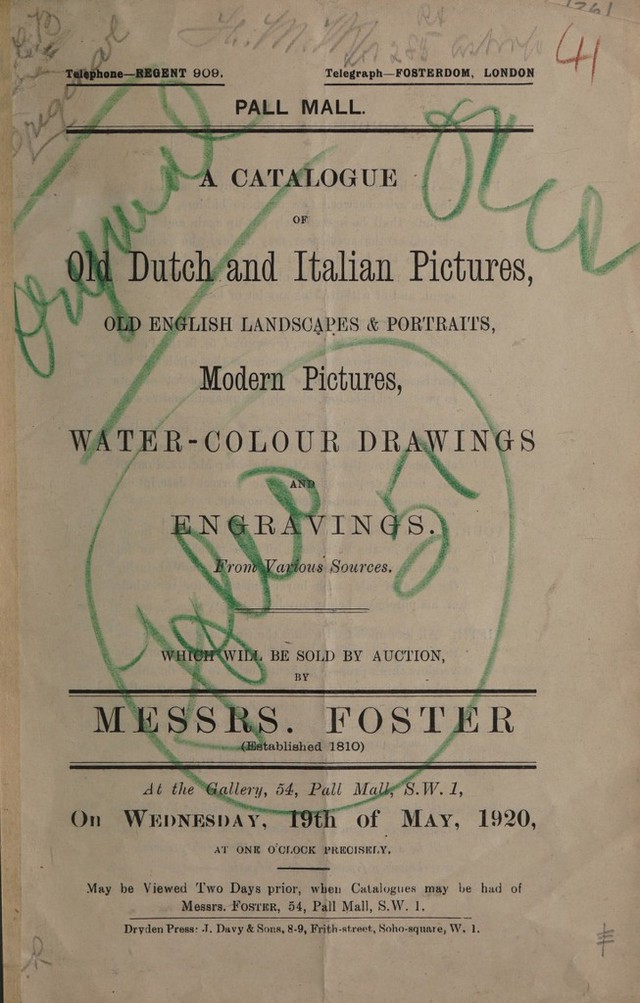 Telephone—REGENT 909.
Telegraph—FOSTERDOM, LONDON
PALL MALL.
A CATALOGUE
OF
Old Dutch and Italian Pictures,
OLD ENGLISH LANDSCAPES & PORTRAITS,
Modern Pictures,
WATER-COLOUR DRAWINGS
AND
ENGRAVINGS.
From Various Sources.
WHICH WILL BE SOLD BY AUCTION,
BY
MESSRS. FOSTER
(Established 1810)
At the Gallery, 54, Pall Mall, S.W. 1,
On WEDNESDAY, 19th of MAY, 1920,
AT ONE O'CLOCK PRECISELY.
May be Viewed Two Days prior, when Catalogues may be had of
Messrs. FOSTER, 54, Pall Mall, S.W. 1.
Dryden Press: J. Davy & Sons, 8-9, Frith-street, Soho-square, W. 1.